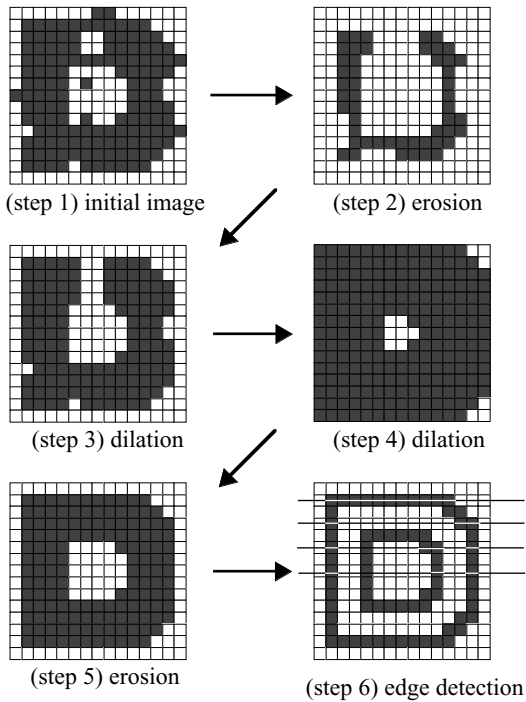 (step 1) initial image
(step 2) erosion
(step 3) dilation
(step 4) dilation
(step 5) erosion
(step 6) edge detection